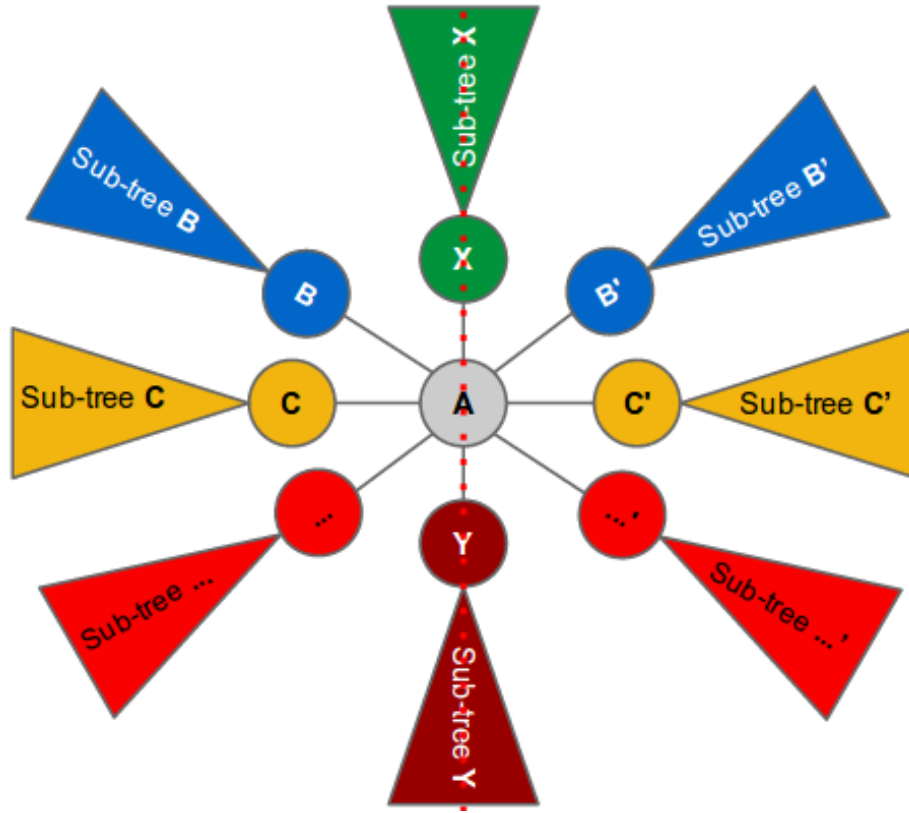 Sub-tree X
X
Sub-tree B
B
Sub-tree B'
B'
Sub-tree C
C
A
C'
Sub-tree C’
...
Sub-tree ...
...’
Sub-tree ...’
Y
Sub-tree Y